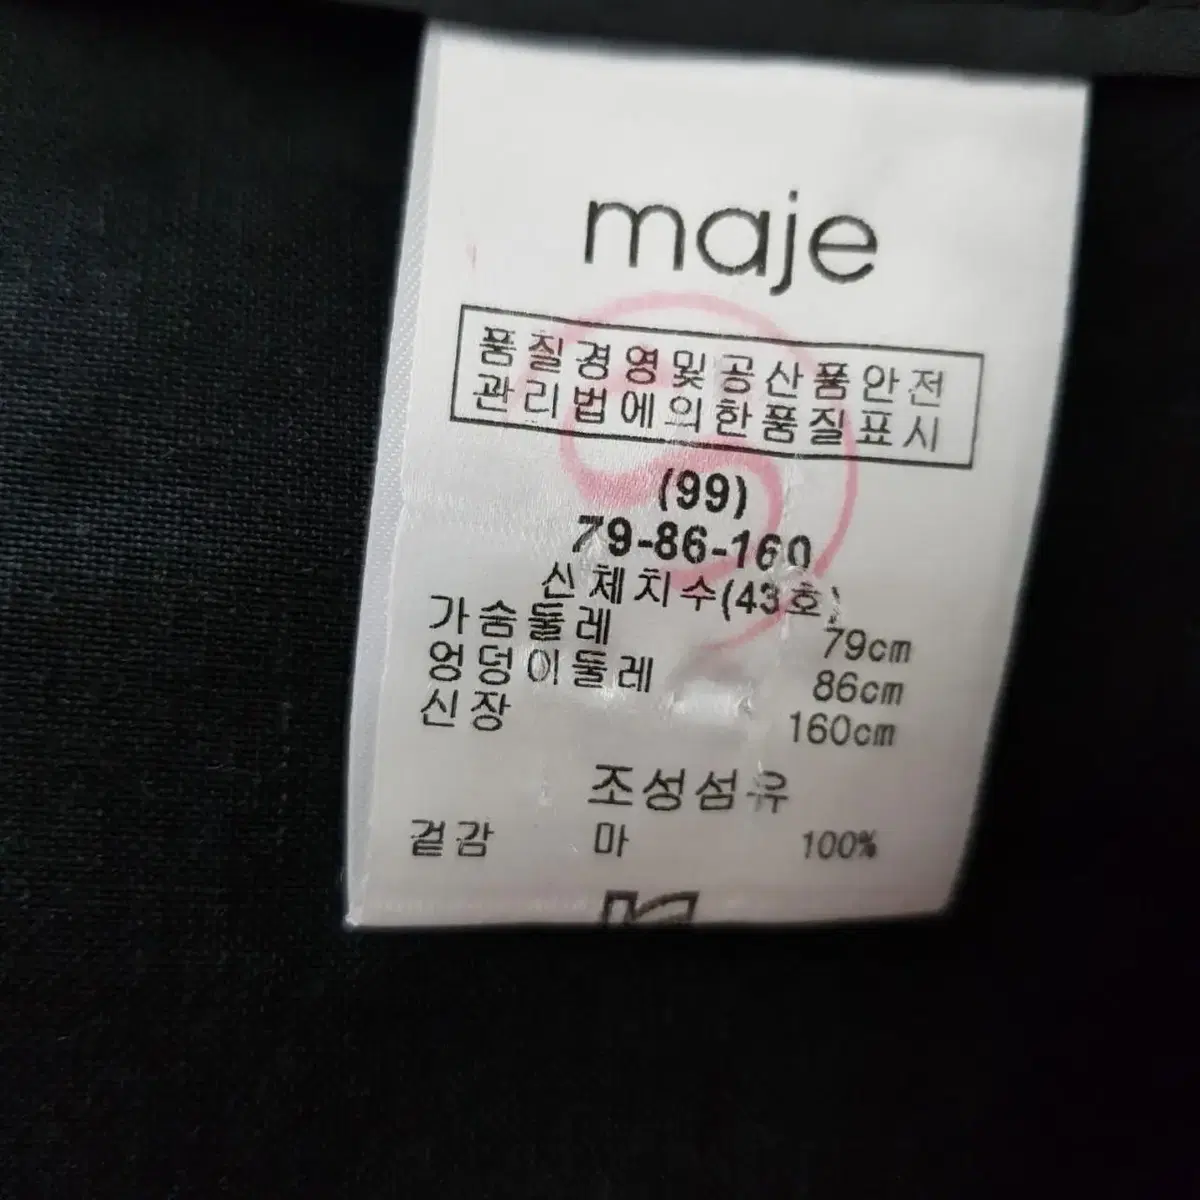 maje
품질경영및공산품안전
관리법에의한품질표시
(99)
79-86-160
신체치수(43호)
가슴둘레 79cm
엉덩이둘레 86cm
신장 160cm
조성섬유
겉감 마 100%